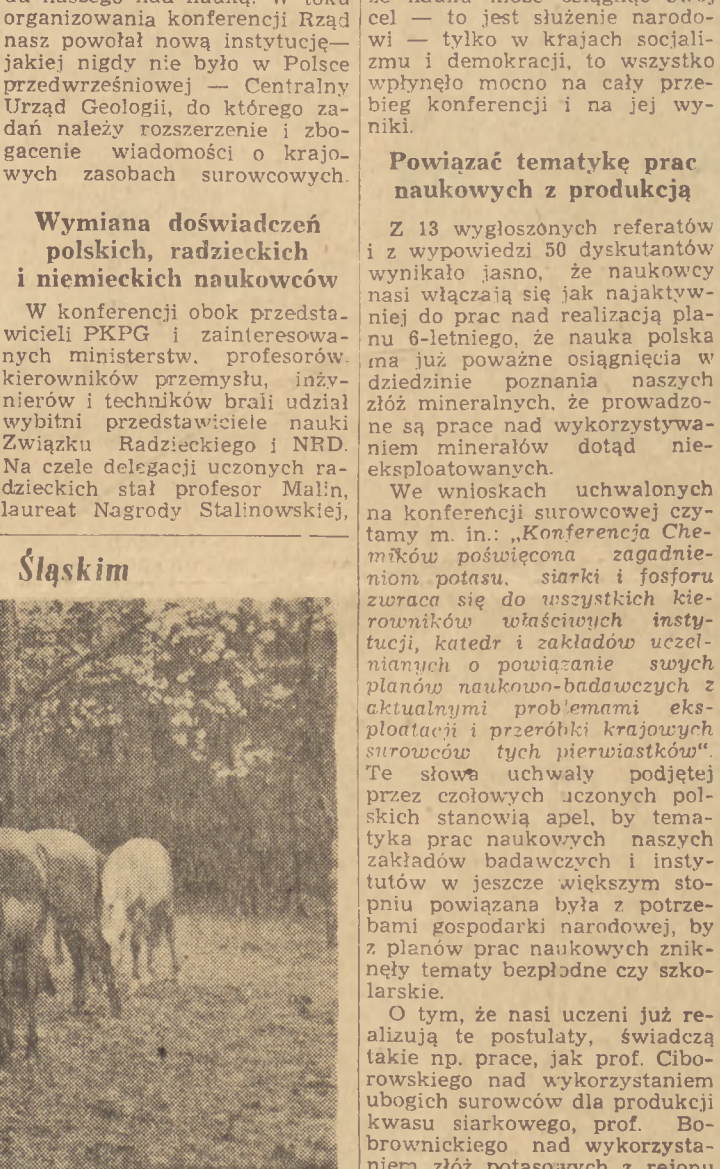 organizowania konferencji Rząd
nasz powołał nową instytucję—
jakiej nigdy nie było w Polsce
przedwrześniowej — Centralny
Urząd Geologii, do którego za-
dań należy rozszerzenie i zbo-
gacenie wiadomości o krajo-
wych zasobach surowcowych.
Wymiana doświadczeń
polskich, radzieckich
i niemieckich naukowców
W konferencji obok przedsta-
wicieli PKPG i zainteresowa-
nych ministerstw, profesorów,
kierowników przemysłu, inży-
nierów i techników brali udział
wybitni przedstawiciele nauki
Związku Radzieckiego i NRD.
Na czele delegacji uczonych ra-
dzieckich stał profesor Malin,
laureat Nagrody Stalinowskiej,
Śląskim
cel — to jest służenie narodo-
wi — tylko w krajach socjali-
zmu i demokracji, to wszystko
wpłynęło mocno na cały prze-
bieg konferencji i na jej wy-
niki.
Powiązać tematykę prac
naukowych z produkcją
Z 13 wygłoszonych referatów
i z wypowiedzi 50 dyskutantów
wynikało jasno, że naukowcy
nasi włączają się jak najaktyw-
niej do prac nad realizacją pla-
nu 6-letniego, że nauka polska
ma już poważne osiągnięcia w
dziedzinie poznania naszych
złóż mineralnych, że prowadzo-
ne są prace nad wykorzystywa-
niem minerałów dotąd nie-
eksploatowanych.
We wnioskach uchwalonych
na konferencji surowcowej czy-
tamy m. in.: „Konferencja Che-
mików poświęcona zagadnie-
niom potasu, siarki i fosforu
zwraca się do wszystkich kie-
rowników właściwych insty-
tucji, katedr i zakładów uczel-
nianych o powiązanie swych
planów naukowo-badawczych z
aktualnymi problemami eks-
ploatacji i przeróbki krajowych
surowców tych pierwiastków“.
Te słowa uchwały podjętej
przez czołowych uczonych pol-
skich stanowią apel, by tema-
tyka prac naukowych naszych
zakładów badawczych i insty-
tutów w jeszcze większym sto-
pniu powiązana była z potrze-
bami gospodarki narodowej, by
z planów prac naukowych znik-
nęły tematy bezpłodne czy szko-
larskie.
O tym, że nasi uczeni już re-
alizują te postulaty, świadczą
takie np. prace, jak prof. Cibo-
rowskiego nad wykorzystaniem
ubogich surowców dla produkcji
kwasu siarkowego, prof. Bo-
brownickiego nad wykorzysta-
niem złóż potasowych z rejonu